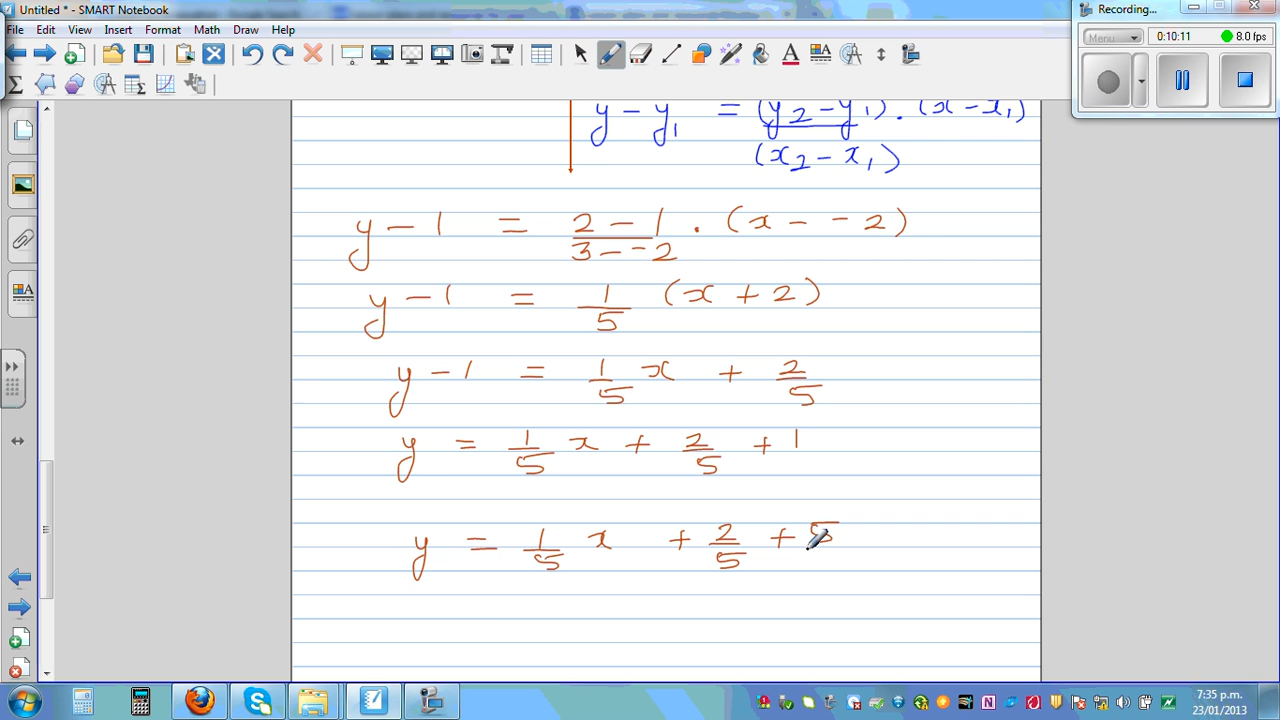 Untitled * - SMART Notebook
Recording...
File Edit View Insert Format Math Draw Help
Menu
0:10:11
8.0 fps
y - y₁ = (y₂ - y₁) . (x - x₁)
(x₂ - x₁)
y - 1 = 2 - 1 . (x - - 2)
3 - - 2
y - 1 = 1/5 (x + 2)
y - 1 = 1/5 x + 2/5
y = 1/5 x + 2/5 + 1
y = 1/5 x + 2/5 + 5
7:35 p.m.
23/01/2013